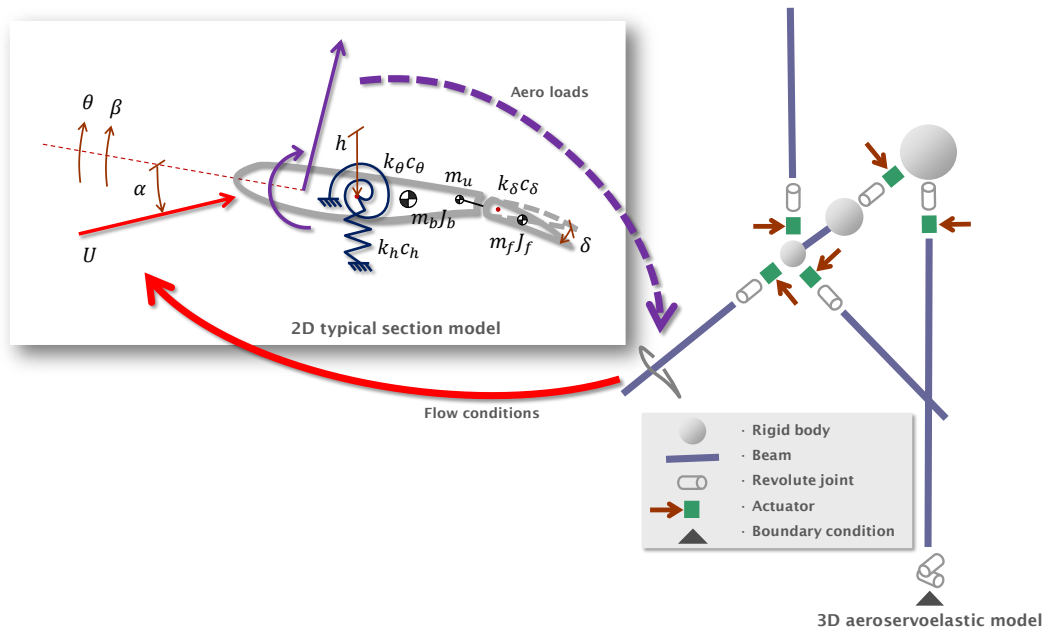 Aero loads
θ
β
h
k_θ c_θ
α
m_u
k_δ c_δ
m_b J_b
U
k_h c_h
m_f J_f
δ
2D typical section model
Flow conditions
· Rigid body
· Beam
· Revolute joint
· Actuator
· Boundary condition
3D aeroservoelastic model